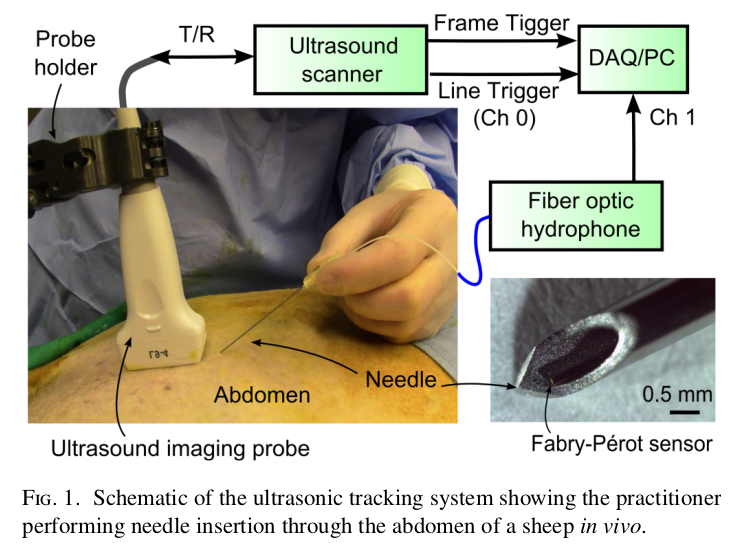 Probe
holder
T/R
Ultrasound
scanner
Frame Tigger
Line Trigger
(Ch 0)
DAQ/PC
Ch 1
Fiber optic
hydrophone
L9-4
Abdomen
Needle
0.5 mm
Ultrasound imaging probe
Fabry-Pérot sensor
FIG. 1. Schematic of the ultrasonic tracking system showing the practitioner
performing needle insertion through the abdomen of a sheep in vivo.